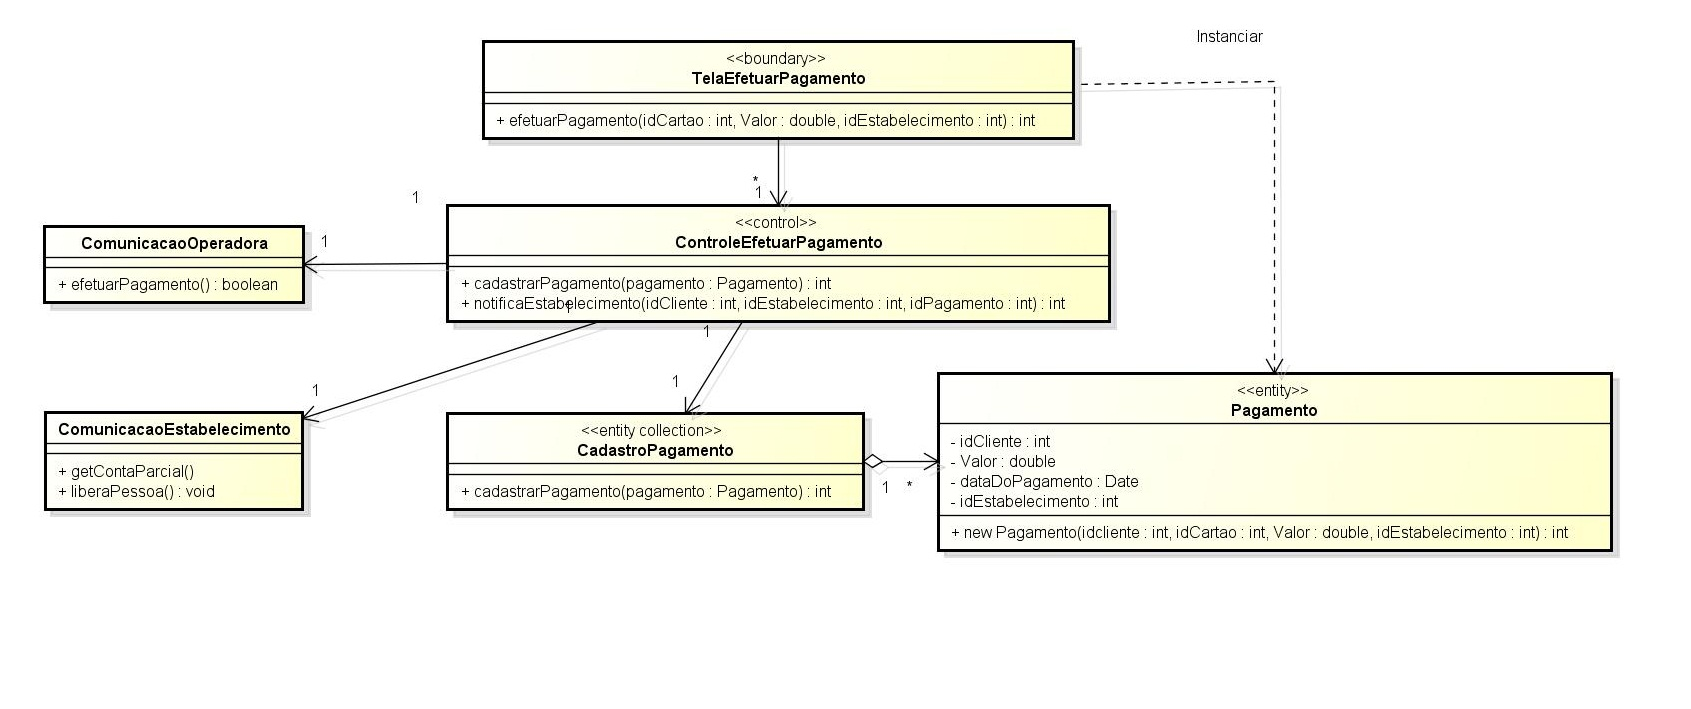 Instanciar
<<boundary>>
TelaEfetuarPagamento
+ efetuarPagamento(idCartao : int, Valor : double, idEstabelecimento : int) : int
*
1
1
<<control>>
ControleEfetuarPagamento
+ cadastrarPagamento(pagamento : Pagamento) : int
+ notificaEstabelecimento(idCliente : int, idEstabelecimento : int, idPagamento : int) : int
1
ComunicacaoOperadora
+ efetuarPagamento() : boolean
1
1
1
1
ComunicacaoEstabelecimento
+ getContaParcial()
+ liberaPessoa() : void
<<entity collection>>
CadastroPagamento
+ cadastrarPagamento(pagamento : Pagamento) : int
1 *
<<entity>>
Pagamento
- idCliente : int
- Valor : double
- dataDoPagamento : Date
- idEstabelecimento : int
+ new Pagamento(idcliente : int, idCartao : int, Valor : double, idEstabelecimento : int) : int